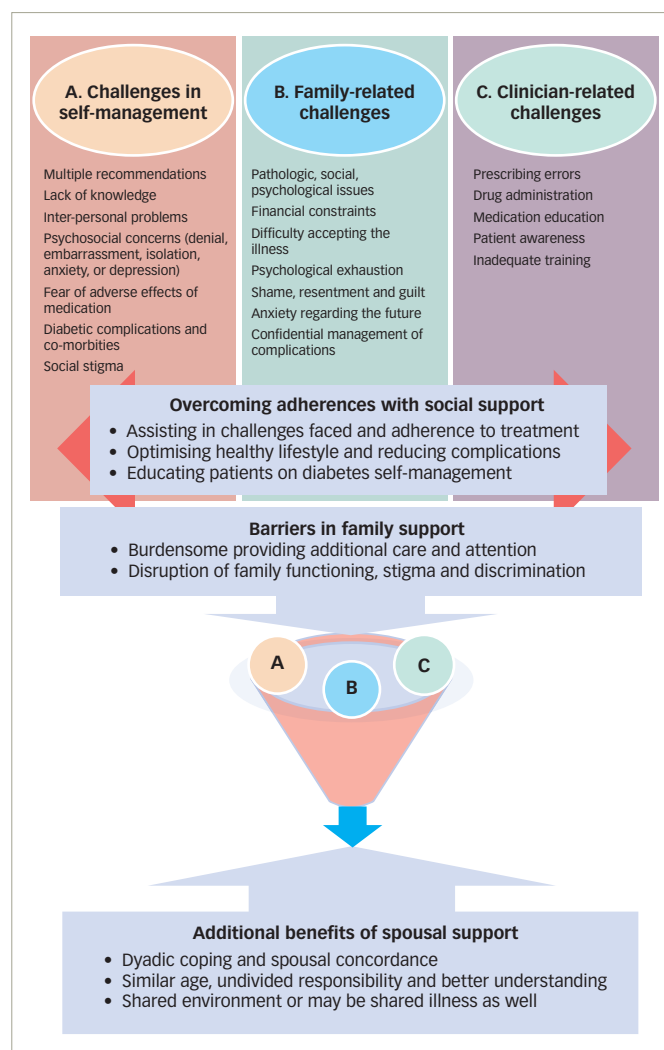 A. Challenges in
self-management
Multiple recommendations
Lack of knowledge
Inter-personal problems
Psychosocial concerns (denial,
embarrassment, isolation,
anxiety, or depression)
Fear of adverse effects of
medication
Diabetic complications and
co-morbities
Social stigma
B. Family-related
challenges
Pathologic, social,
psychological issues
Financial constraints
Difficulty accepting the
illness
Psychological exhaustion
Shame, resentment and guilt
Anxiety regarding the future
Confidential management of
complications
C. Clinician-related
challenges
Prescribing errors
Drug administration
Medication education
Patient awareness
Inadequate training
Overcoming adherences with social support
• Assisting in challenges faced and adherence to treatment
• Optimising healthy lifestyle and reducing complications
• Educating patients on diabetes self-management
Barriers in family support
• Burdensome providing additional care and attention
• Disruption of family functioning, stigma and discrimination
A
B
C
Additional benefits of spousal support
• Dyadic coping and spousal concordance
• Similar age, undivided responsibility and better understanding
• Shared environment or may be shared illness as well